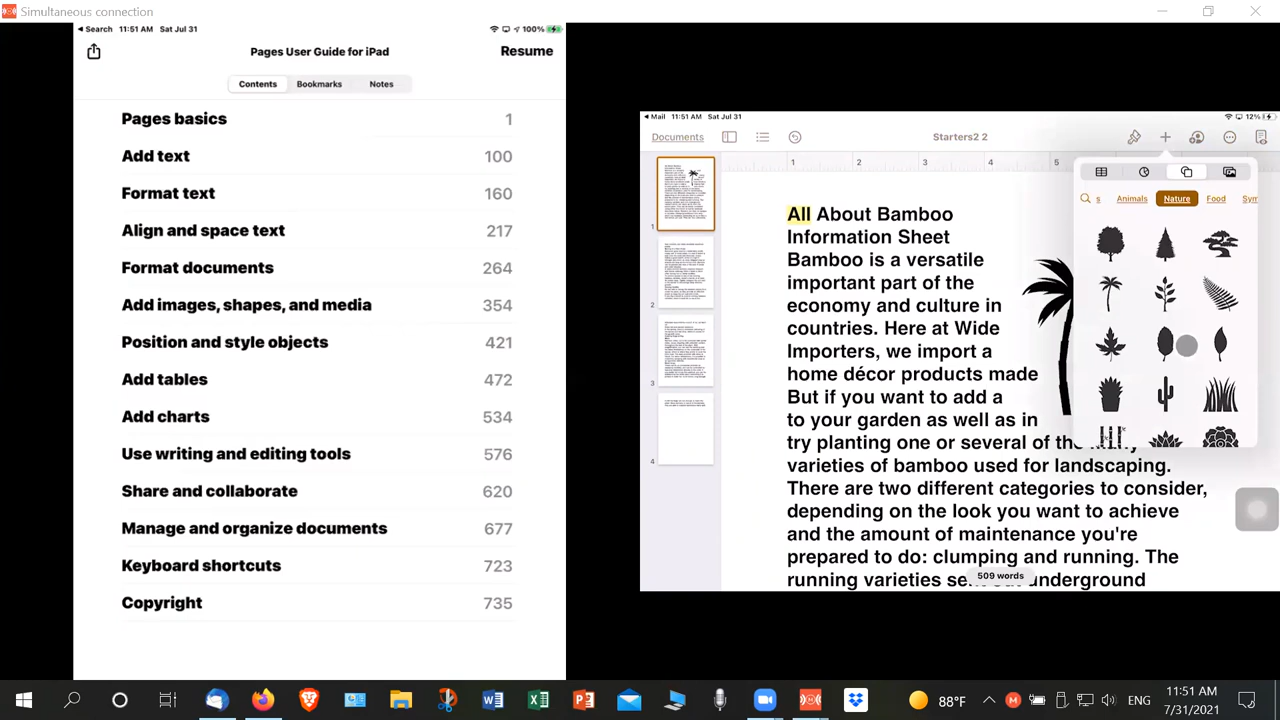 Simultaneous connection
Search 11:51 AM Sat Jul 31
100%
Pages User Guide for iPad
Resume
Contents
Bookmarks
Notes
Pages basics 1
Add text 100
Format text 160
Align and space text 217
Format documents 264
Add images, shapes, and media 354
Position and style objects 421
Add tables 472
Add charts 534
Use writing and editing tools 576
Share and collaborate 620
Manage and organize documents 677
Keyboard shortcuts 723
Copyright 735
Mail 11:51 AM Sat Jul 31
12%
Documents
Starters2 2
1 2 3 4 5
Nature
Food
1
2
3
4
All About Bamboo
Information Sheet
Bamboo is a versatile
important part of the
economy and culture in
countries. Here at Wide
Imports, we import a
home décor products made
But if you want to add a
to your garden as well as in
try planting one or several of the many
varieties of bamboo used for landscaping.
There are two different categories to consider,
depending on the look you want to achieve
and the amount of maintenance you're
prepared to do: clumping and running. The
running varieties underground
509 words
88°F
ENG
11:51 AM
7/31/2021